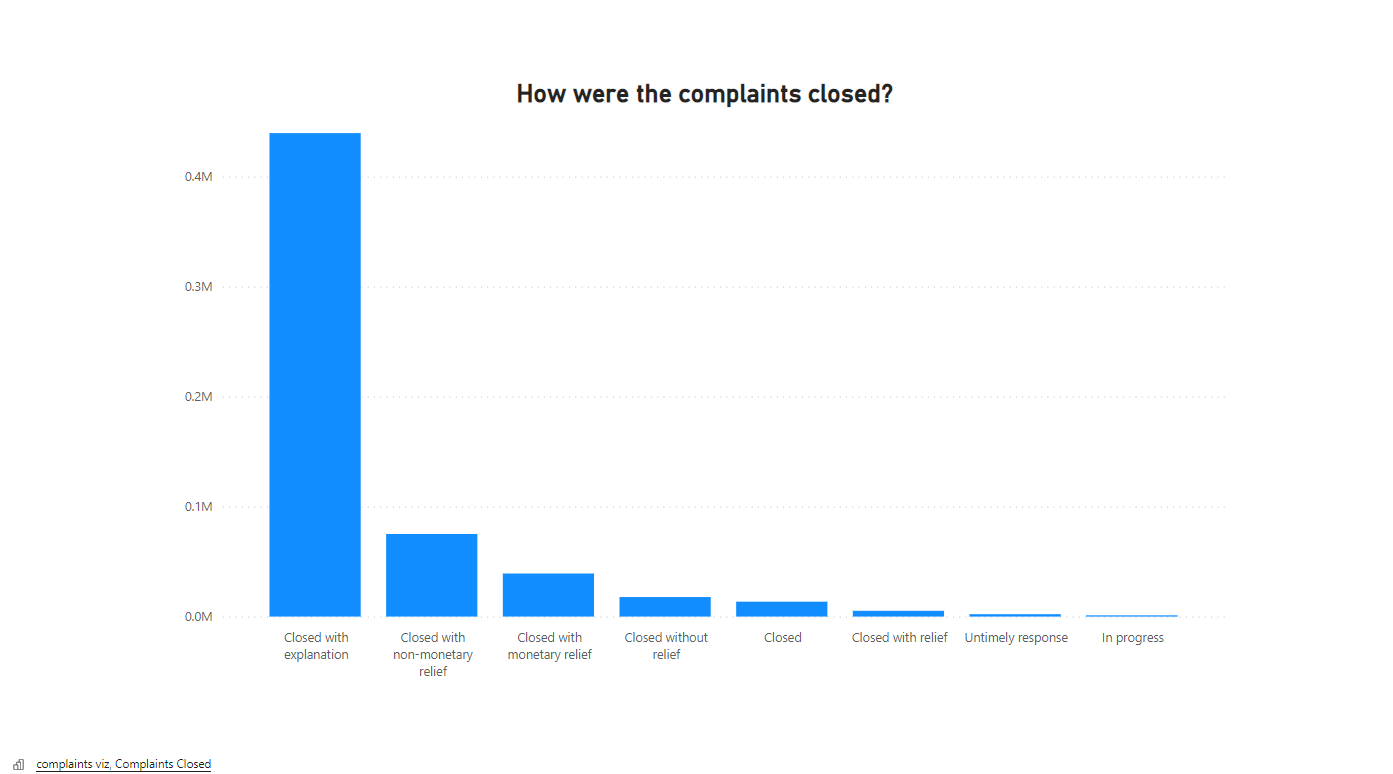 How were the complaints closed?
0.4M
0.3M
0.2M
0.1M
0.0M
Closed with
explanation
Closed with
non-monetary
relief
Closed with
monetary relief
Closed without
relief
Closed
Closed with relief
Untimely response
In progress
complaints viz, Complaints Closed